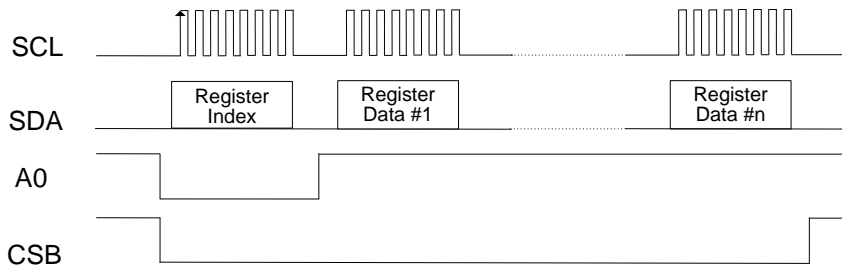 SCL
SDA
Register
Index
Register
Data #1
Register
Data #n
A0
CSB